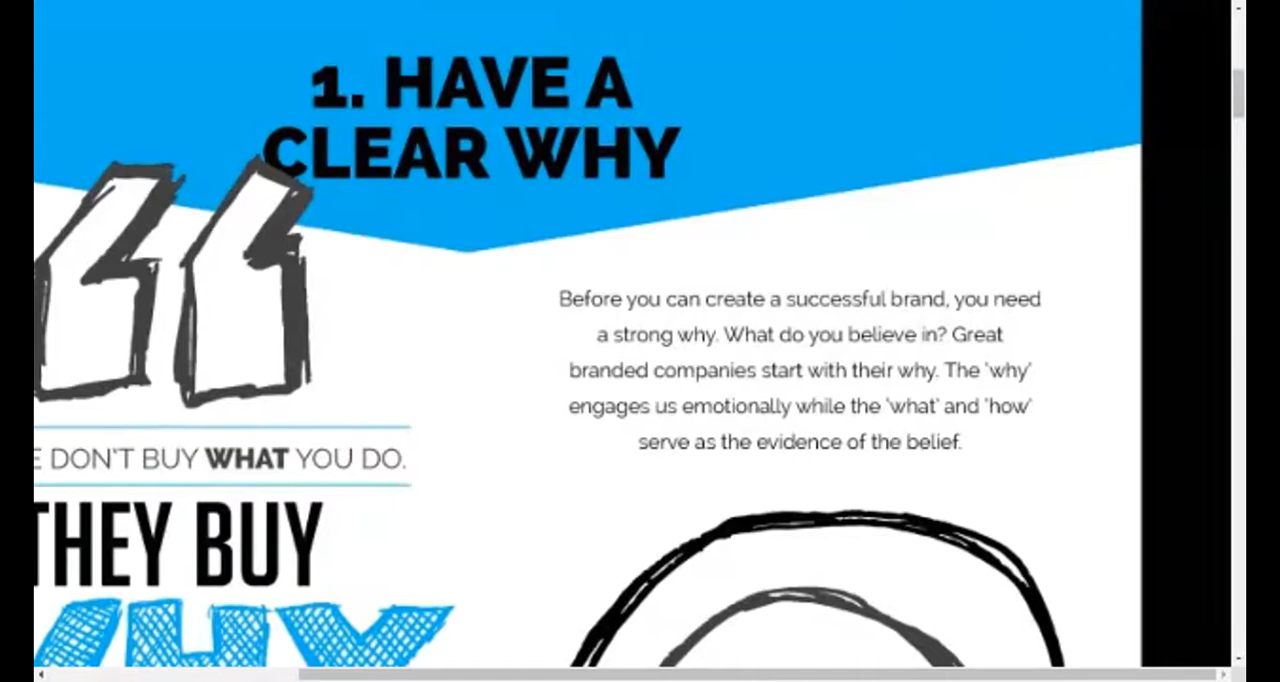 1. HAVE A
CLEAR WHY
Before you can create a successful brand, you need
a strong why. What do you believe in? Great
branded companies start with their why. The 'why'
engages us emotionally while the 'what' and 'how'
serve as the evidence of the belief.
E DON'T BUY WHAT YOU DO.
THEY BUY
WHY